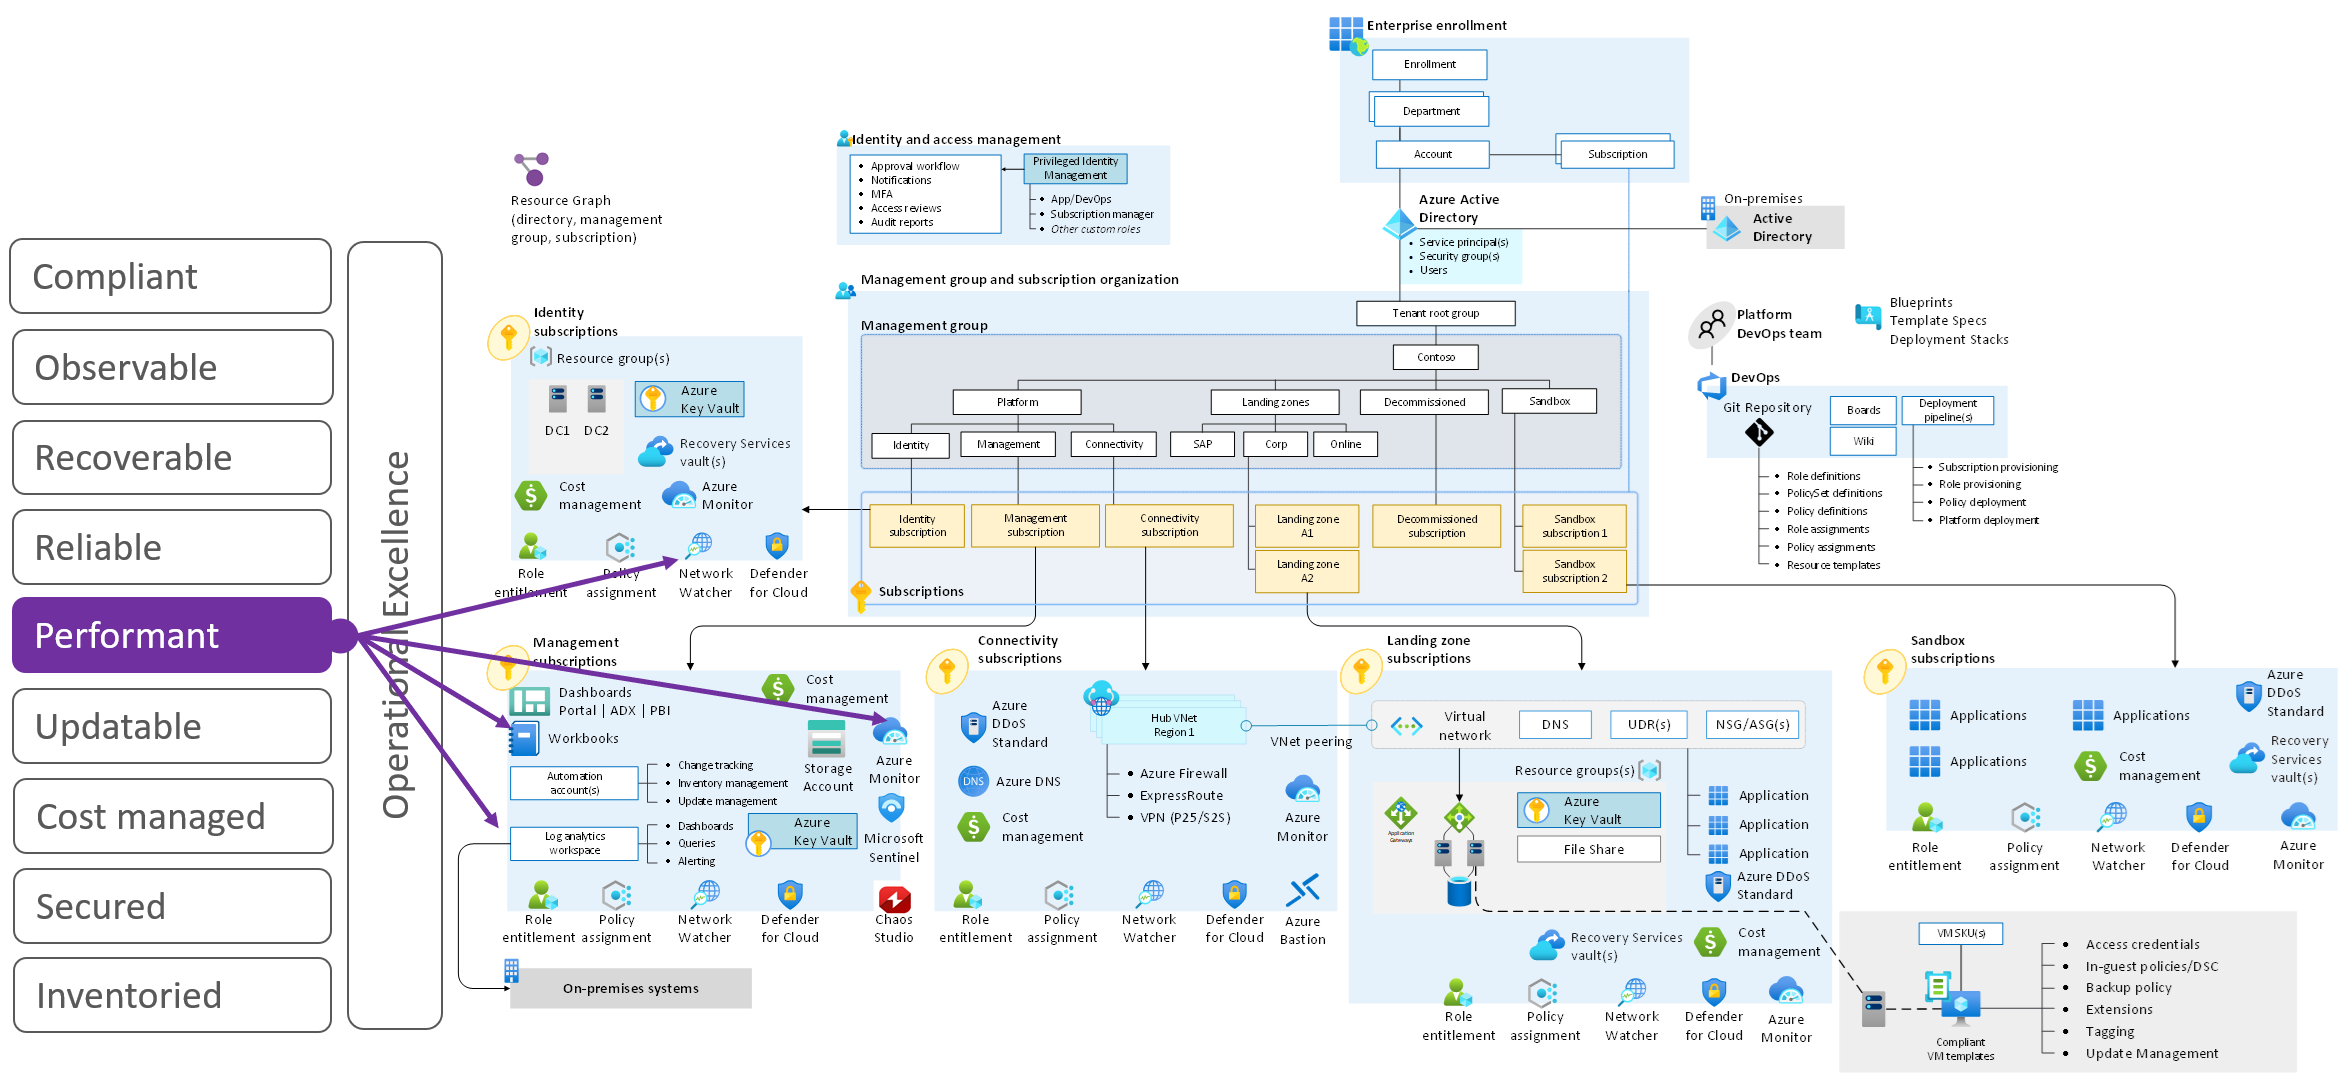 Enterprise enrollment
Enrollment
Department
Account
Subscription
Identity and access management
Approval workflow
Notifications
MFA
Access reviews
Audit reports
Privileged Identity
Management
App/DevOps
Subscription manager
Other custom roles
Resource Graph
(directory, management
group, subscription)
Azure Active
Directory
Service principal(s)
Security group(s)
Users
On-premises
Active
Directory
Compliant
Observable
Recoverable
Reliable
Performant
Updatable
Cost managed
Secured
Inventoried
Operational Excellence
Management group and subscription organization
Tenant root group
Management group
Contoso
Platform
Landing zones
Decommissioned
Sandbox
Identity
Management
Connectivity
SAP
Corp
Online
Identity
subscription
Management
subscription
Connectivity
subscription
Landing zone
A1
Landing zone
A2
Decommissioned
subscription
Sandbox
subscription 1
Sandbox
subscription 2
Subscriptions
Platform
DevOps team
Blueprints
Template Specs
Deployment Stacks
DevOps
Git Repository
Boards
Wiki
Deployment
pipeline(s)
Role definitions
PolicySet definitions
Policy definitions
Role assignments
Policy assignments
Resource templates
Subscription provisioning
Role provisioning
Policy deployment
Platform deployment
Identity
subscriptions
Resource group(s)
DC1
DC2
Azure
Key Vault
Recovery Services
vault(s)
Cost
management
Azure
Monitor
Role
entitlement
Policy
assignment
Network
Watcher
Defender
for Cloud
Management
subscriptions
Dashboards
Portal | ADX | PBI
Cost
management
Workbooks
Storage
Account
Azure
Monitor
Automation
account(s)
Change tracking
Inventory management
Update management
Log analytics
workspace
Dashboards
Queries
Alerting
Azure
Key Vault
Microsoft
Sentinel
Role
entitlement
Policy
assignment
Network
Watcher
Defender
for Cloud
Chaos
Studio
On-premises systems
Connectivity
subscriptions
Azure
DDoS
Standard
Hub VNet
Region 1
VNet peering
Azure DNS
DNS
Azure Firewall
ExpressRoute
VPN (P2S/S2S)
Cost
management
Azure
Monitor
Role
entitlement
Policy
assignment
Network
Watcher
Defender
for Cloud
Azure
Bastion
Landing zone
subscriptions
Virtual
network
DNS
UDR(s)
NSG/ASG(s)
Resource groups(s)
Application
Gateways
Azure
Key Vault
File Share
Application
Application
Application
Azure DDoS
Standard
Recovery Services
vault(s)
Cost
management
Role
entitlement
Policy
assignment
Network
Watcher
Defender
for Cloud
Azure
Monitor
Sandbox
subscriptions
Applications
Applications
Applications
Azure
DDoS
Standard
Cost
management
Recovery
Services
vault(s)
Role
entitlement
Policy
assignment
Network
Watcher
Defender
for Cloud
Azure
Monitor
VM SKU(s)
Compliant
VM templates
Access credentials
In-guest policies/DSC
Backup policy
Extensions
Tagging
Update Management